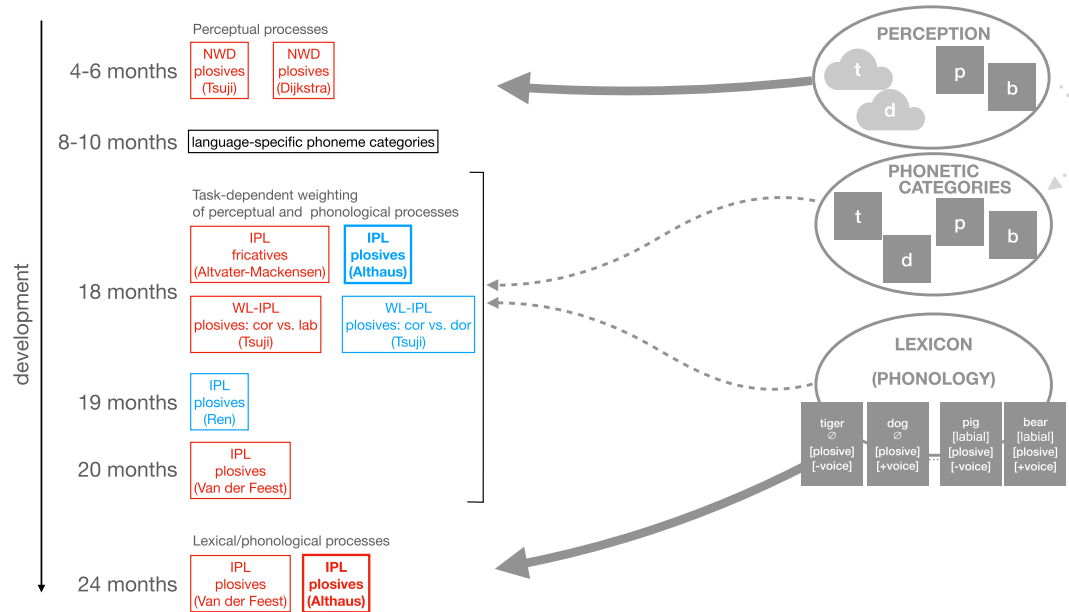 Perceptual processes
4-6 months
NWD
plosives
(Tsuji)
NWD
plosives
(Dijkstra)
8-10 months
language-specific phoneme categories
Task-dependent weighting
of perceptual and phonological processes
18 months
IPL
fricatives
(Altvater-Mackensen)
IPL
plosives
(Althaus)
WL-IPL
plosives: cor vs. lab
(Tsuji)
WL-IPL
plosives: cor vs. dor
(Tsuji)
19 months
IPL
plosives
(Ren)
20 months
IPL
plosives
(Van der Feest)
Lexical/phonological processes
24 months
IPL
plosives
(Van der Feest)
IPL
plosives
(Althaus)
development
PERCEPTION
t
d
p
b
PHONETIC
CATEGORIES
t
d
p
b
LEXICON
(PHONOLOGY)
tiger
∅
[plosive]
[-voice]
dog
∅
[plosive}
[+voice]
pig
[labial]
[plosive]
[-voice]
bear
[labial]
[plosive]
[+voice]